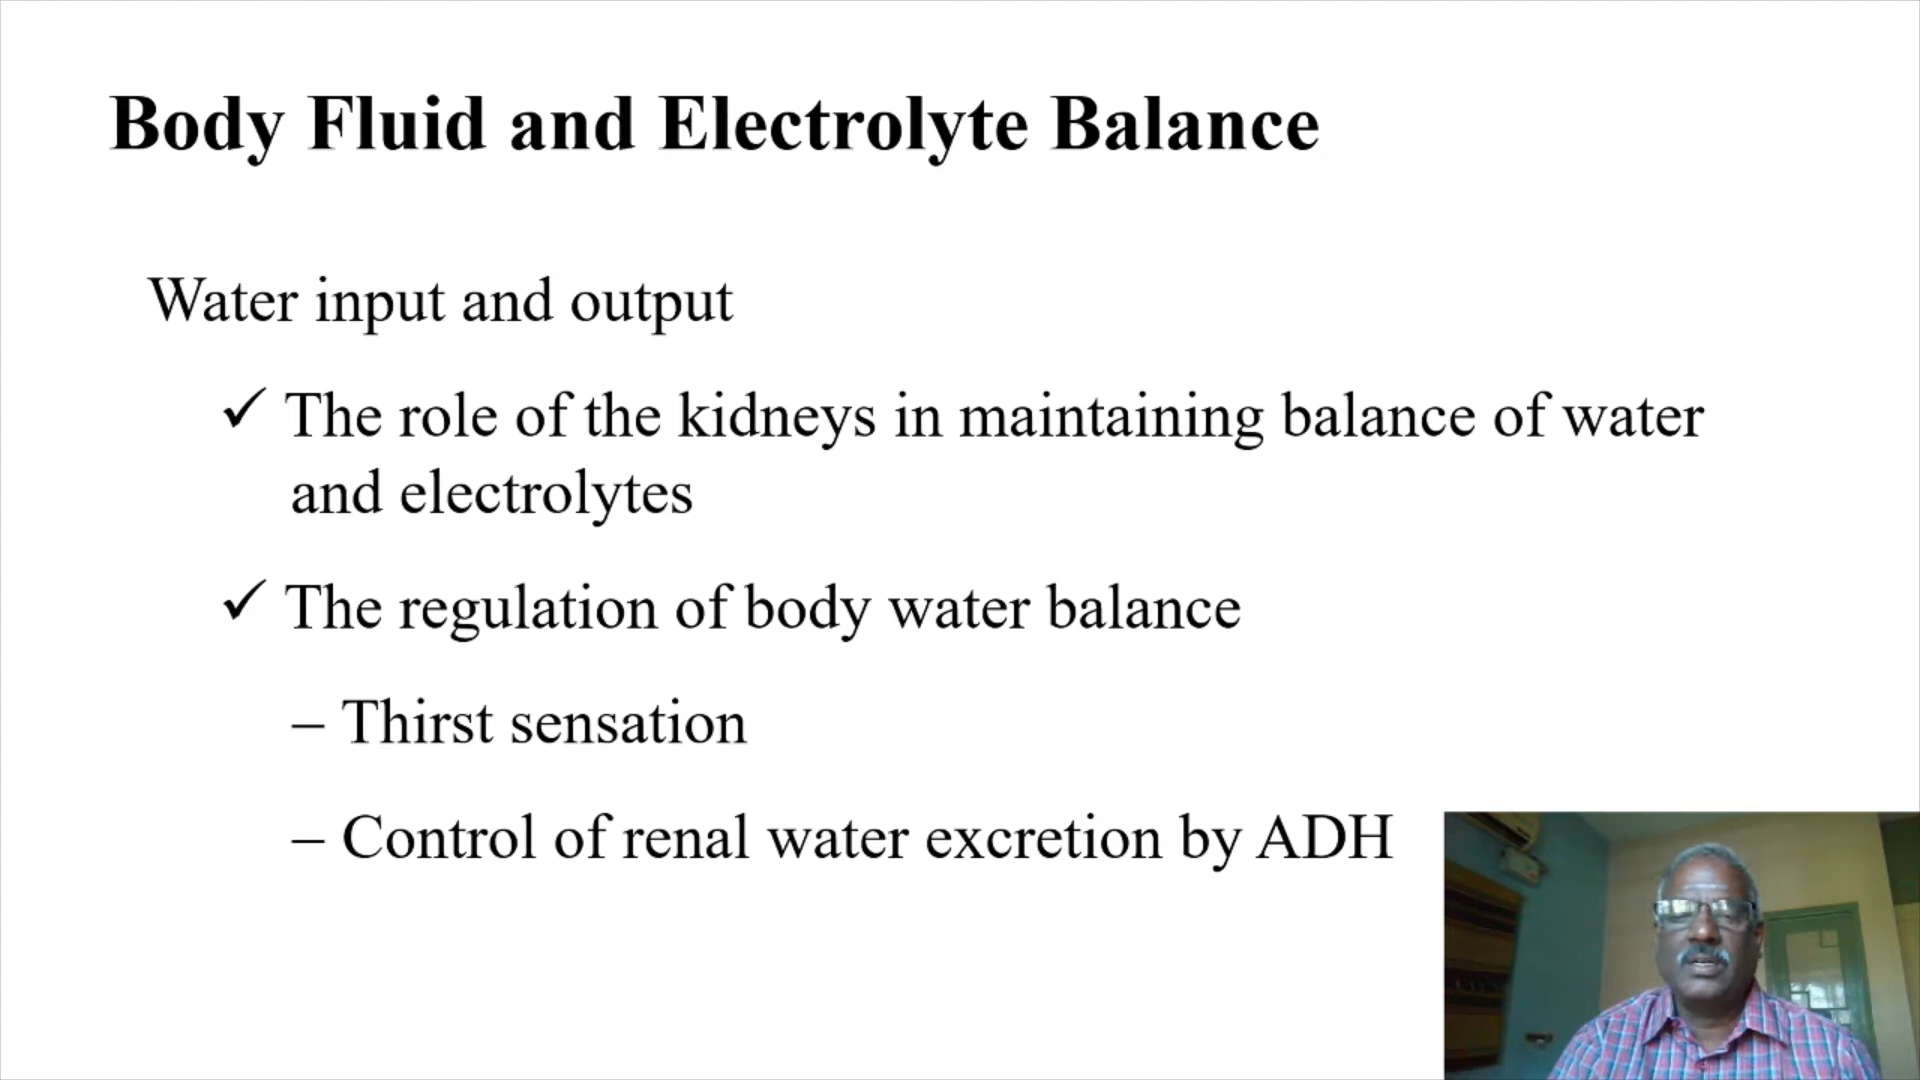 Body Fluid and Electrolyte Balance
Water input and output
✓ The role of the kidneys in maintaining balance of water
and electrolytes
✓ The regulation of body water balance
– Thirst sensation
– Control of renal water excretion by ADH